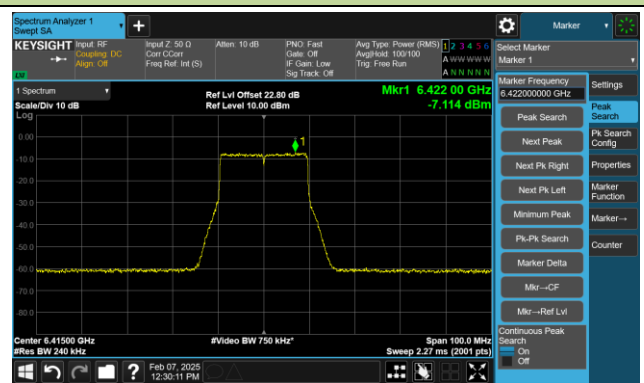 Spectrum Analyzer 1
Swept SA
+
Marker
KEYSIGHT
Input: RF
Coupling: DC
Align: Off
Input Z: 50 Ω
Corr CCorr
Freq Ref: Int (S)
Atten: 10 dB
PNO: Fast
Gate: Off
IF Gain: Low
Sig Track: Off
Avg Type: Power (RMS)
Avg|Hold: 100/100
Trig: Free Run
1 2 3 4 5 6
A W W W W W
A N N N N N
LW
Select Marker
Marker 1
1 Spectrum
Scale/Div 10 dB
Log
Ref Lvl Offset 22.80 dB
Ref Level 10.00 dBm
Mkr1 6.422 00 GHz
-7.114 dBm
1
0.00
-10.0
-20.0
-30.0
-40.0
-50.0
-60.0
-70.0
-80.0
Center 6.41500 GHz
#Res BW 240 kHz
#Video BW 750 kHz*
Span 100.0 MHz
Sweep 2.27 ms (2001 pts)
Marker Frequency
6.422000000 GHz
Peak Search
Next Peak
Next Pk Right
Next Pk Left
Minimum Peak
Pk-Pk Search
Marker Delta
Mkr→CF
Mkr→Ref Lvl
Continuous Peak
Search
On
Off
Settings
Peak
Search
Pk Search
Config
Properties
Marker
Function
Marker→
Counter
?
Feb 07, 2025
12:30:11 PM